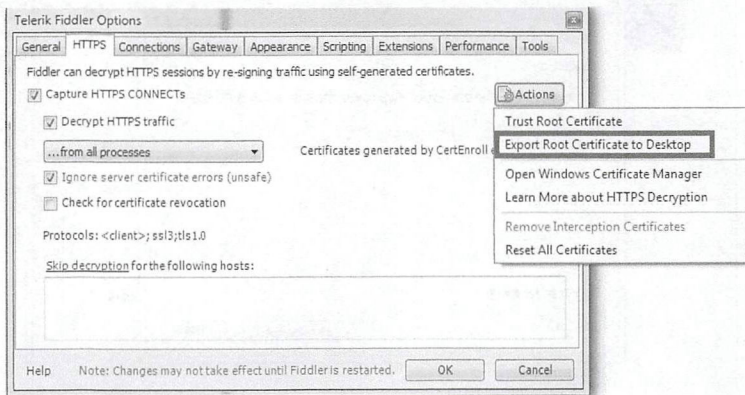 Telerik Fiddler Options
General HTTPS Connections Gateway Appearance Scripting Extensions Performance Tools
Fiddler can decrypt HTTPS sessions by re-signing traffic using self-generated certificates.
Capture HTTPS CONNECTs
Actions
Decrypt HTTPS traffic
...from all processes
Certificates generated by CertEnroll
Ignore server certificate errors (unsafe)
Check for certificate revocation
Protocols: <client>; ssl3;tls1.0
Skip decryption for the following hosts:
Trust Root Certificate
Export Root Certificate to Desktop
Open Windows Certificate Manager
Learn More about HTTPS Decryption
Remove Interception Certificates
Reset All Certificates
Help Note: Changes may not take effect until Fiddler is restarted. OK Cancel